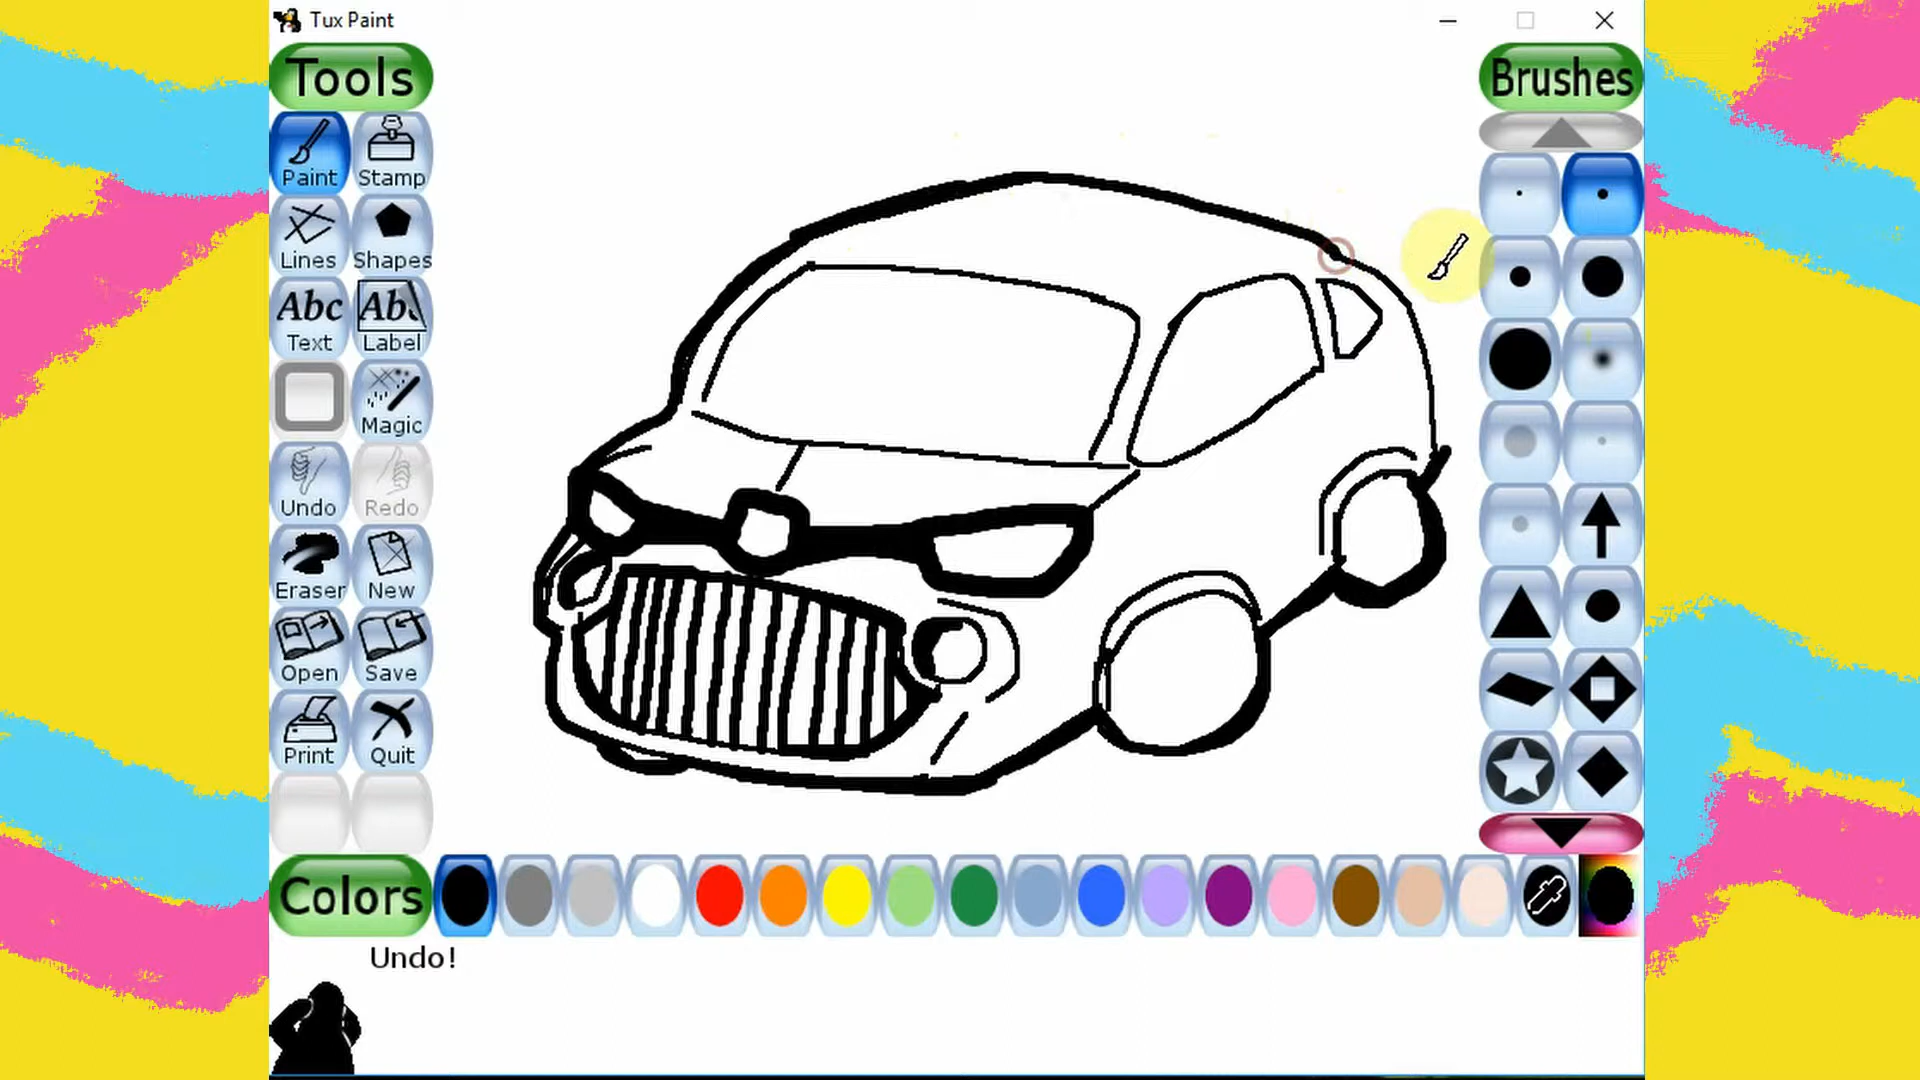 Tux Paint
Tools
Brushes
Paint Stamp
Lines Shapes
Abc Abc
Text Label
Magic
Undo Redo
Eraser New
Open Save
Print Quit
Colors
Undo!